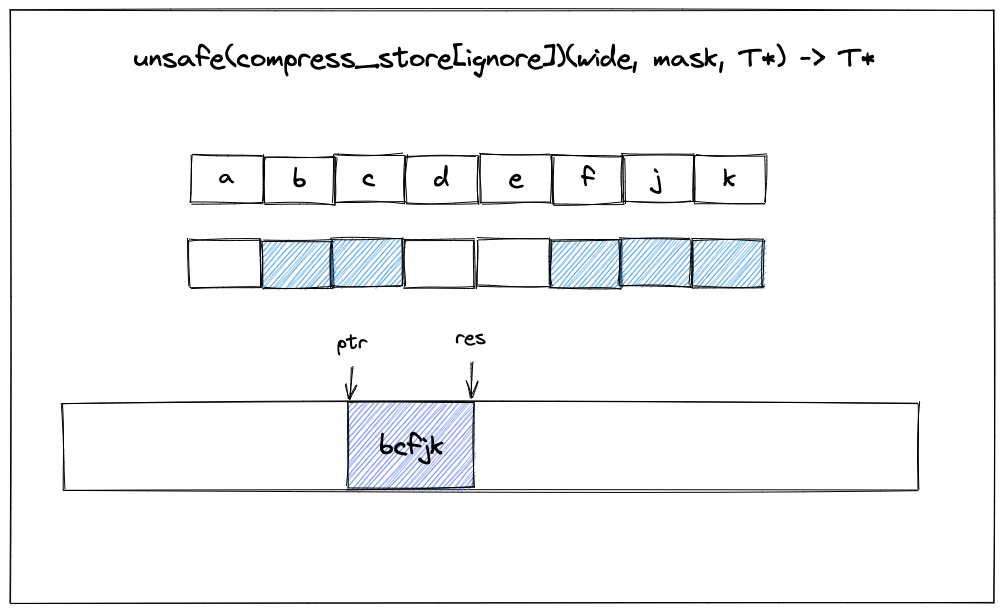 unsafe(compress_store[ignore])(wide, mask, T*) -> T*
a b c d e f j k
ptr res
bcfjk